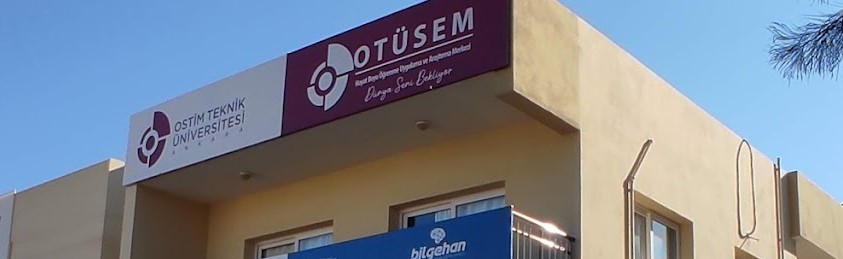 OSTİM TEKNİK
ÜNİVERSİTESİ
ANKARA
OTÜSEM
Hayat Boyu Öğrenme Uygulama ve Araştırma Merkezi
Dünya Seni Bekliyor
bilgehan